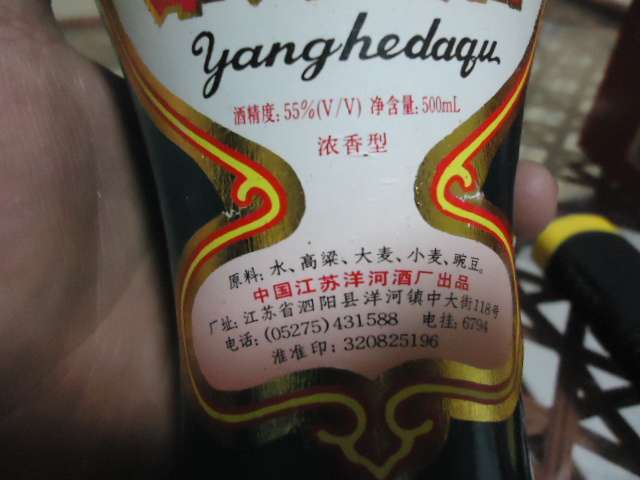 yanghedaqu
酒精度: 55%(V/V) 净含量: 500mL
浓香型
原料: 水、高粱、大麦、小麦、豌豆。
中国江苏洋河酒厂出品
厂址: 江苏省泗阳县洋河镇中大街118号
电话: (05275)431588 电挂: 6794
淮准印: 320825196